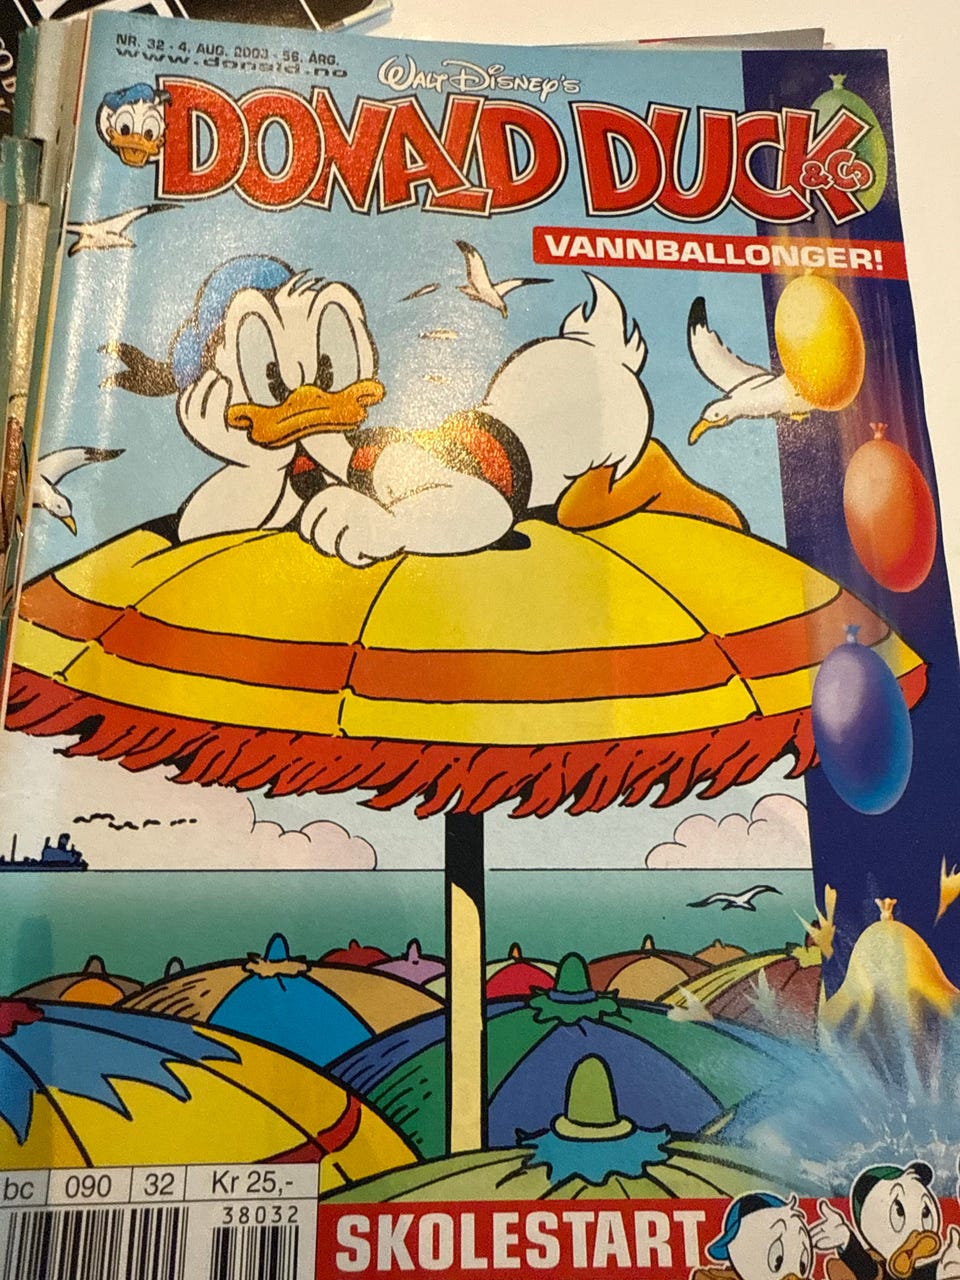 NR. 32 - 4. AUG. 2003 - 56. ÅRG.
www.donald.no
Walt Disney's
DONALD DUCK
& Co
VANNBALLONGER!
bc 090 32 Kr 25,-
38032
SKOLESTART